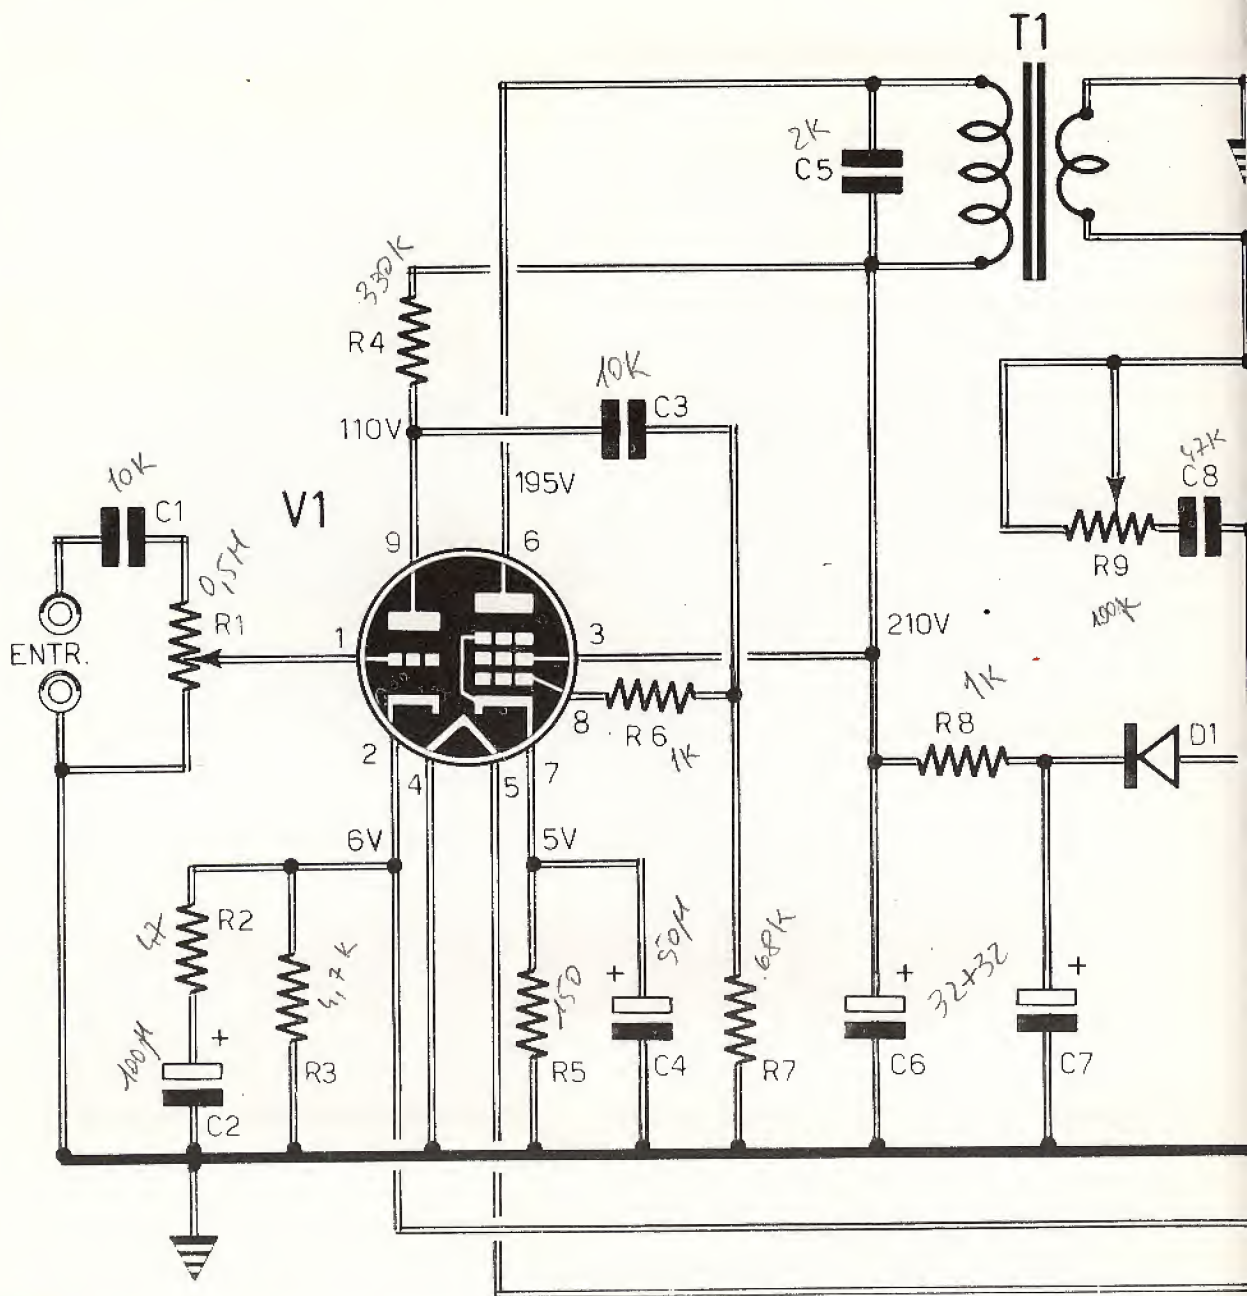 T1
2K
C5
330K
R4
10K
C3
110V
195V
10K
C1
V1
47K
C8
9
6
0,5M
R1
R9
100K
ENTR.
1
3
210V
8
R6
1K
1K
R8
D1
2
4
5
7
6V
5V
47
R2
4,7K
50µ
68K
+
32+32
+
+
150
100µ
R3
R5
C4
R7
C6
C7
C2